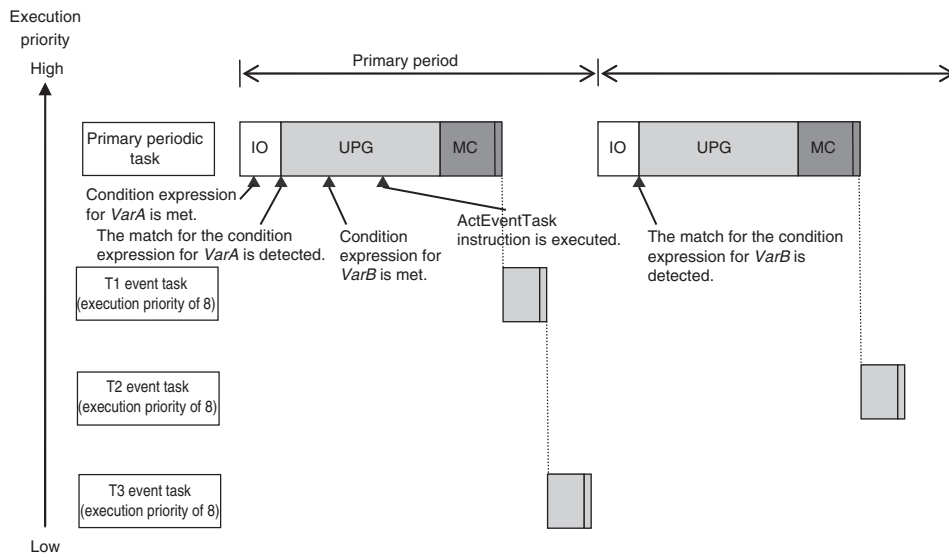 Execution
priority
High
Primary period
Primary periodic
task
IO
UPG
MC
IO
UPG
MC
Condition expression
for VarA is met.
The match for the condition
expression for VarA is detected.
Condition
expression for
VarB is met.
ActEventTask
instruction is executed.
The match for the condition
expression for VarB is
detected.
T1 event task
(execution priority of 8)
T2 event task
(execution priority of 8)
T3 event task
(execution priority of 8)
Low